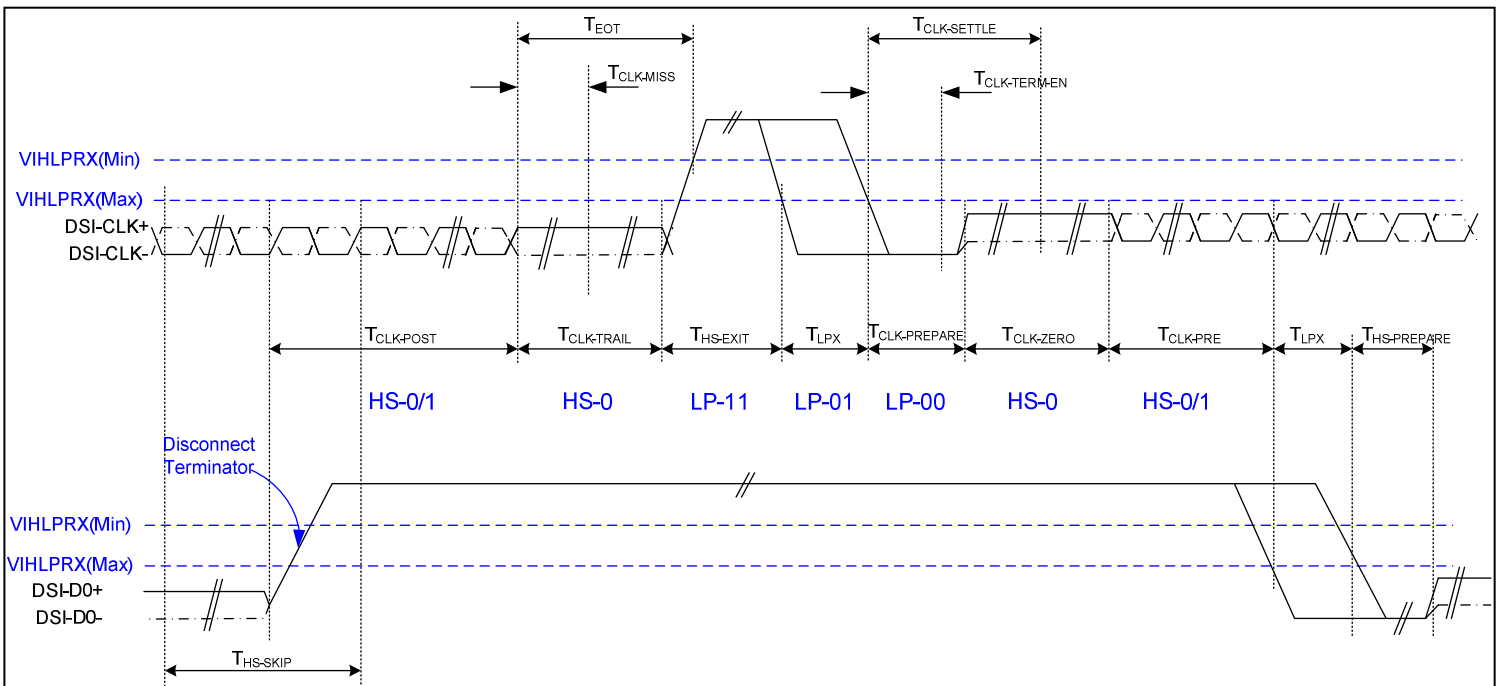 TEOT
TCLK-SETTLE
TCLK-MISS
TCLK-TERM-EN
VIHLPRX(Min)
VIHLPRX(Max)
DSI-CLK+
DSI-CLK-
TCLK-POST
TCLK-TRAIL
THS-EXIT
TLPX
TCLK-PREPARE
TCLK-ZERO
TCLK-PRE
TLPX
THS-PREPARE
HS-0/1
HS-0
LP-11
LP-01
LP-00
HS-0
HS-0/1
Disconnect
Terminator
VIHLPRX(Min)
VIHLPRX(Max)
DSI-D0+
DSI-D0-
THS-SKIP